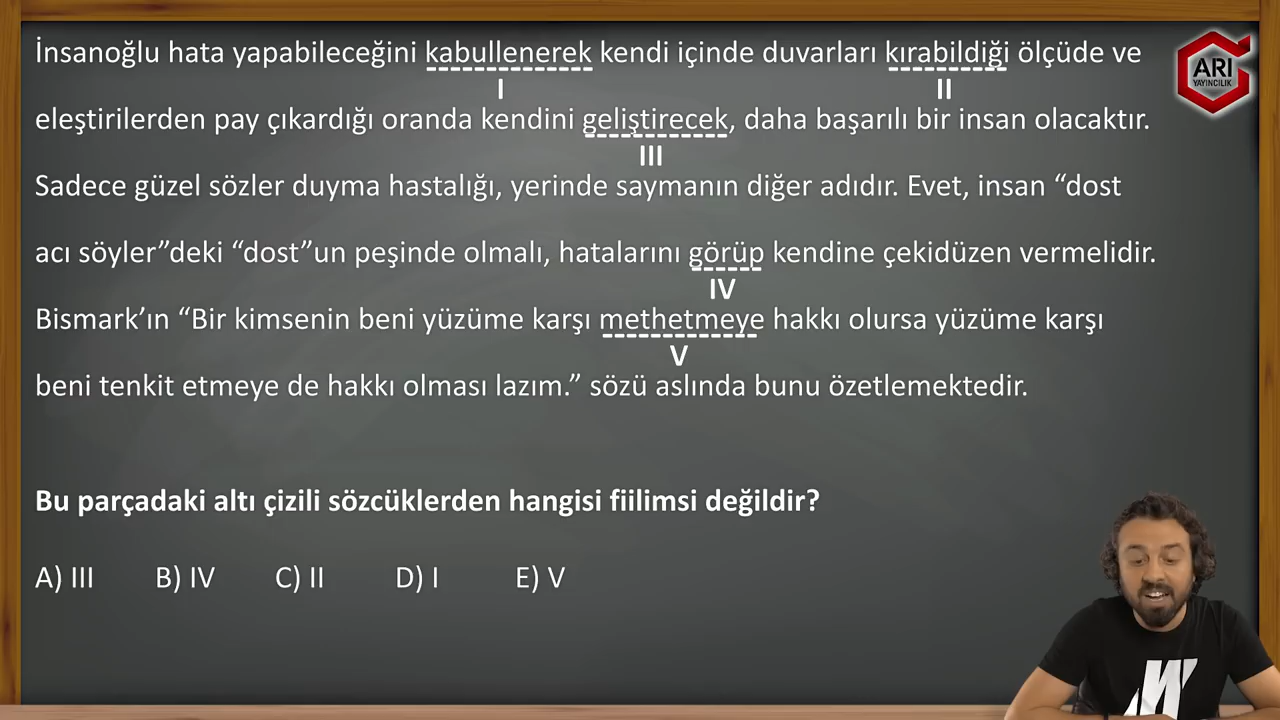 İnsanoğlu hata yapabileceğini kabullenerek kendi içinde duvarları kırabildiği ölçüde ve
I
II
eleştirilerden pay çıkardığı oranda kendini geliştirecek, daha başarılı bir insan olacaktır.
III
Sadece güzel sözler duyma hastalığı, yerinde saymanın diğer adıdır. Evet, insan “dost
acı söyler”deki “dost”un peşinde olmalı, hatalarını görüp kendine çekidüzen vermelidir.
IV
Bismark’ın “Bir kimsenin beni yüzüme karşı methetmeye hakkı olursa yüzüme karşı
V
beni tenkit etmeye de hakkı olması lazım.” sözü aslında bunu özetlemektedir.
Bu parçadaki altı çizili sözcüklerden hangisi fiilimsi değildir?
A) III B) IV C) II D) I E) V
ARI
YAYINCILIK